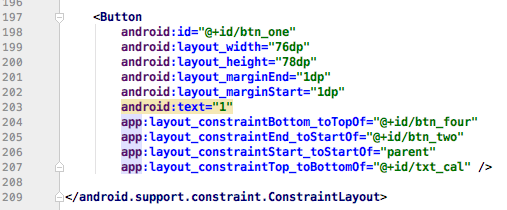 196
197 <Button
198 android:id="@+id/btn_one"
199 android:layout_width="76dp"
200 android:layout_height="78dp"
201 android:layout_marginEnd="1dp"
202 android:layout_marginStart="1dp"
203 android:text="1"
204 app:layout_constraintBottom_toTopOf="@+id/btn_four"
205 app:layout_constraintEnd_toStartOf="@+id/btn_two"
206 app:layout_constraintStart_toStartOf="parent"
207 app:layout_constraintTop_toBottomOf="@+id/txt_cal" />
208
209 </android.support.constraint.ConstraintLayout>